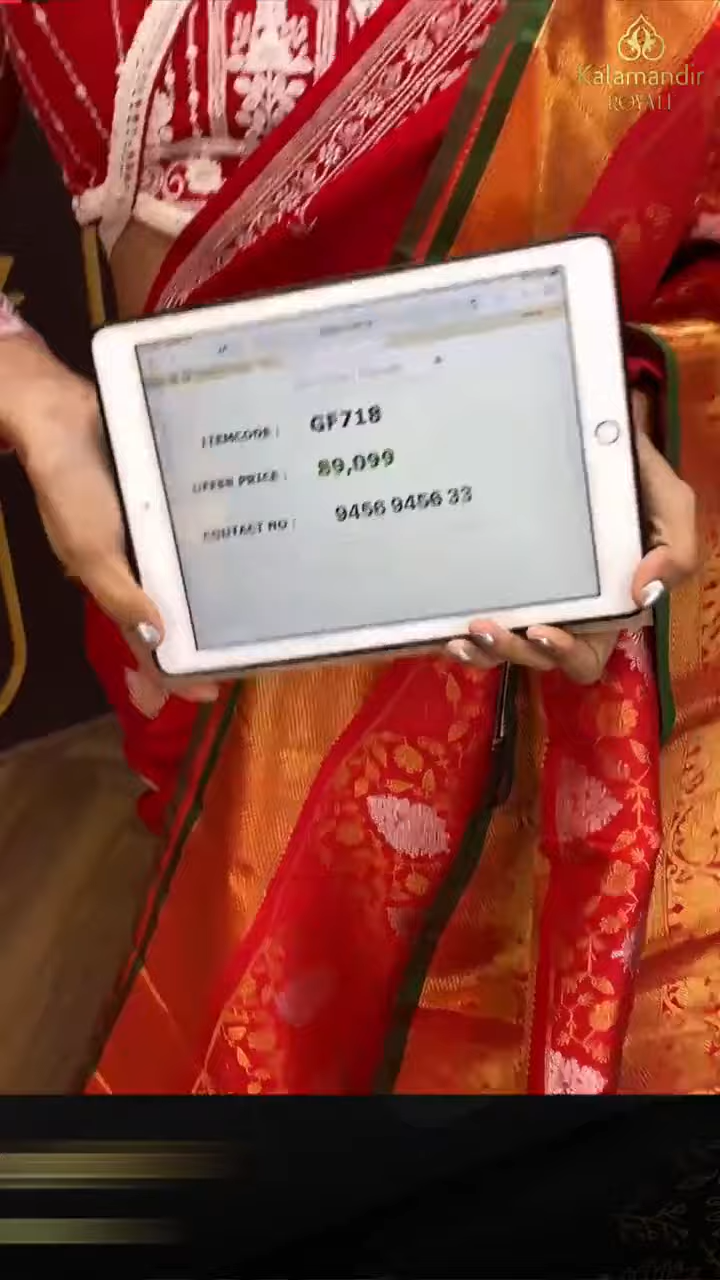 Kalamandir
ROYALE
ITEMCODE : GF718
OFFER PRICE : 89,099
CONTACT NO : 9456 9456 33